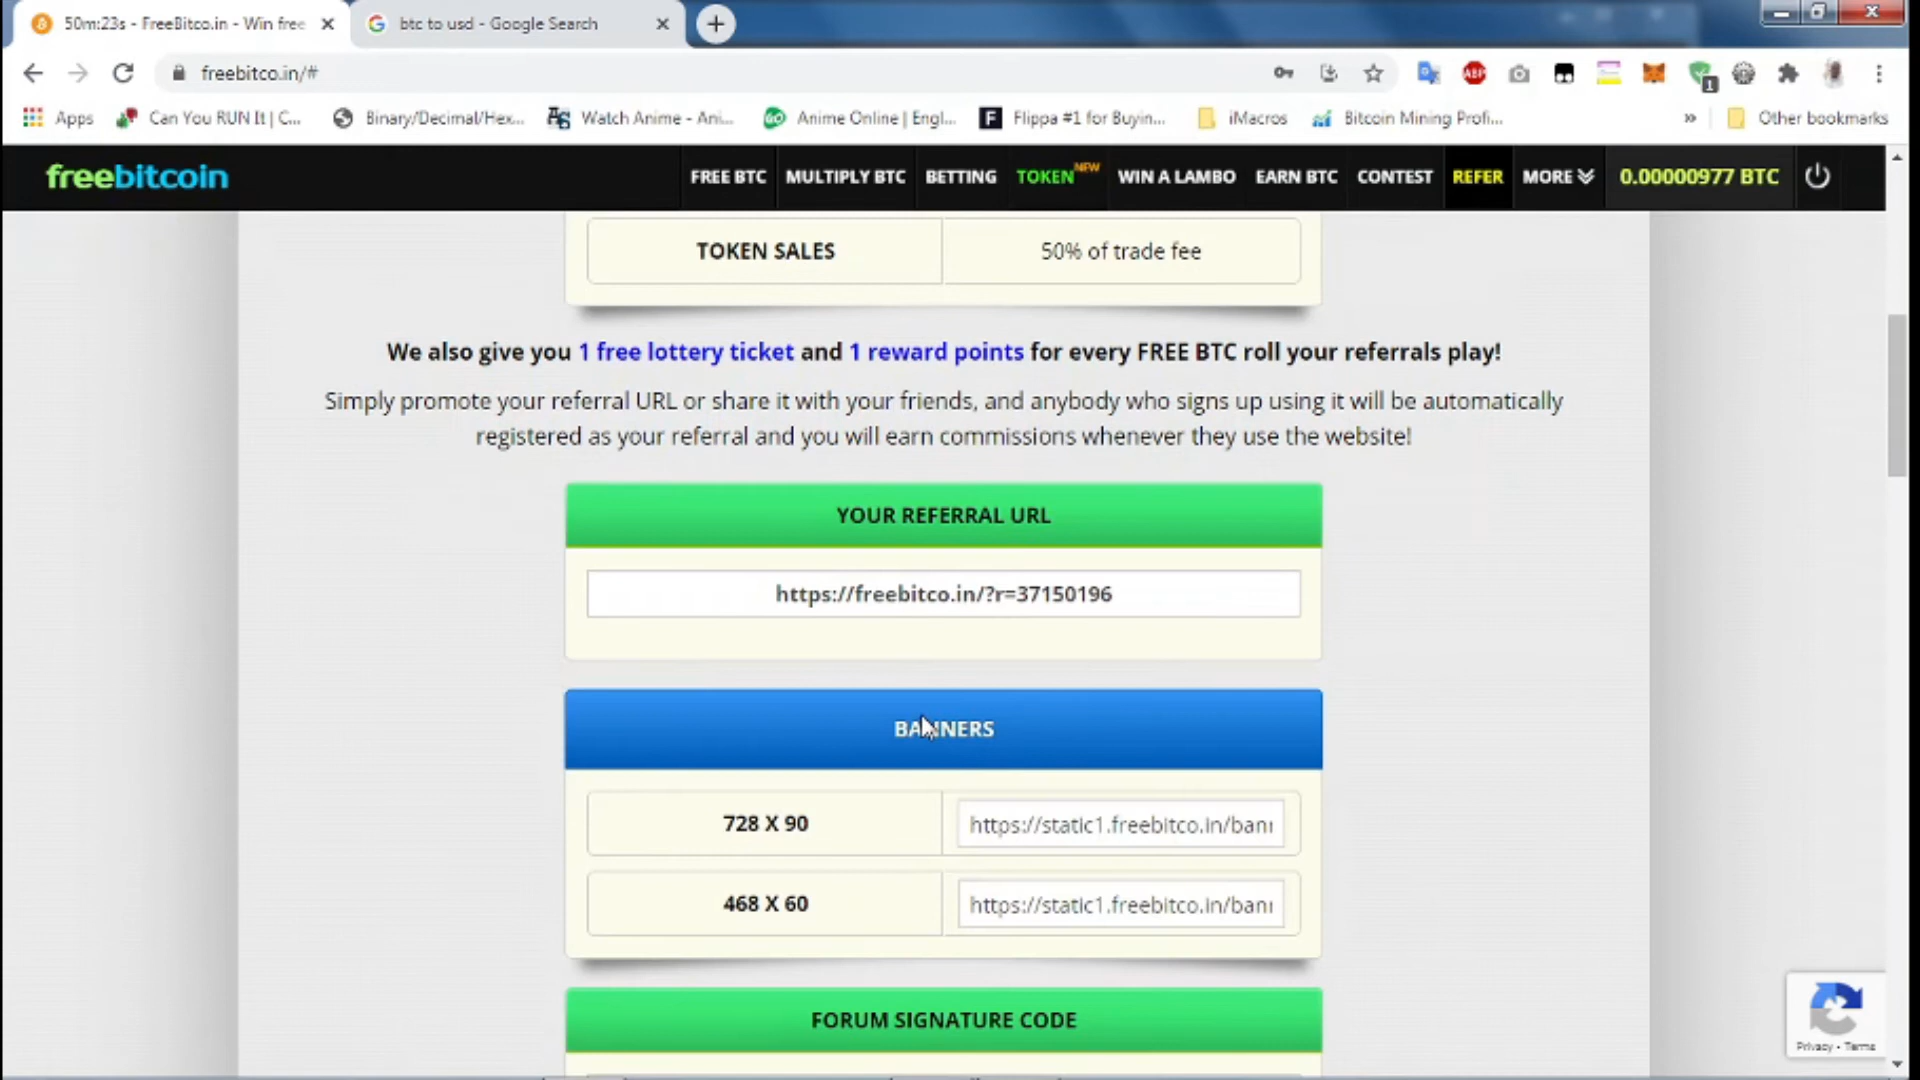 50m:23s - FreeBitco.in - Win free
btc to usd - Google Search
freebitco.in/#
ABP
1
Apps
Can You RUN It | C...
Binary/Decimal/Hex...
Watch Anime - Ani...
Anime Online | Engl...
Flippa #1 for Buyin...
iMacros
Bitcoin Mining Profi...
»
Other bookmarks
freebitcoin
FREE BTC
MULTIPLY BTC
BETTING
TOKEN NEW
WIN A LAMBO
EARN BTC
CONTEST
REFER
MORE
0.00000977 BTC
TOKEN SALES
50% of trade fee
We also give you 1 free lottery ticket and 1 reward points for every FREE BTC roll your referrals play!
Simply promote your referral URL or share it with your friends, and anybody who signs up using it will be automatically
registered as your referral and you will earn commissions whenever they use the website!
YOUR REFERRAL URL
https://freebitco.in/?r=37150196
BANNERS
728 X 90
https://static1.freebitco.in/bann
468 X 60
https://static1.freebitco.in/bann
FORUM SIGNATURE CODE
Privacy - Terms